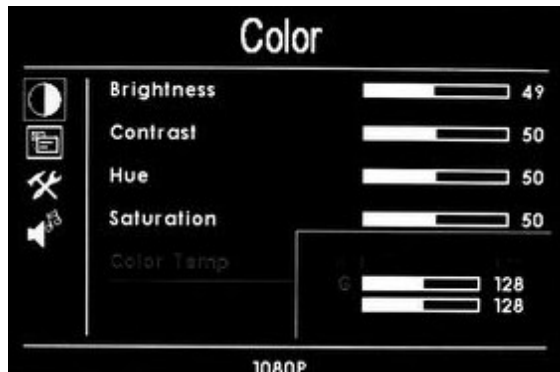 Color
Brightness 49
Contrast 50
Hue 50
Saturation 50
Color Temp
G 128
128
1080P